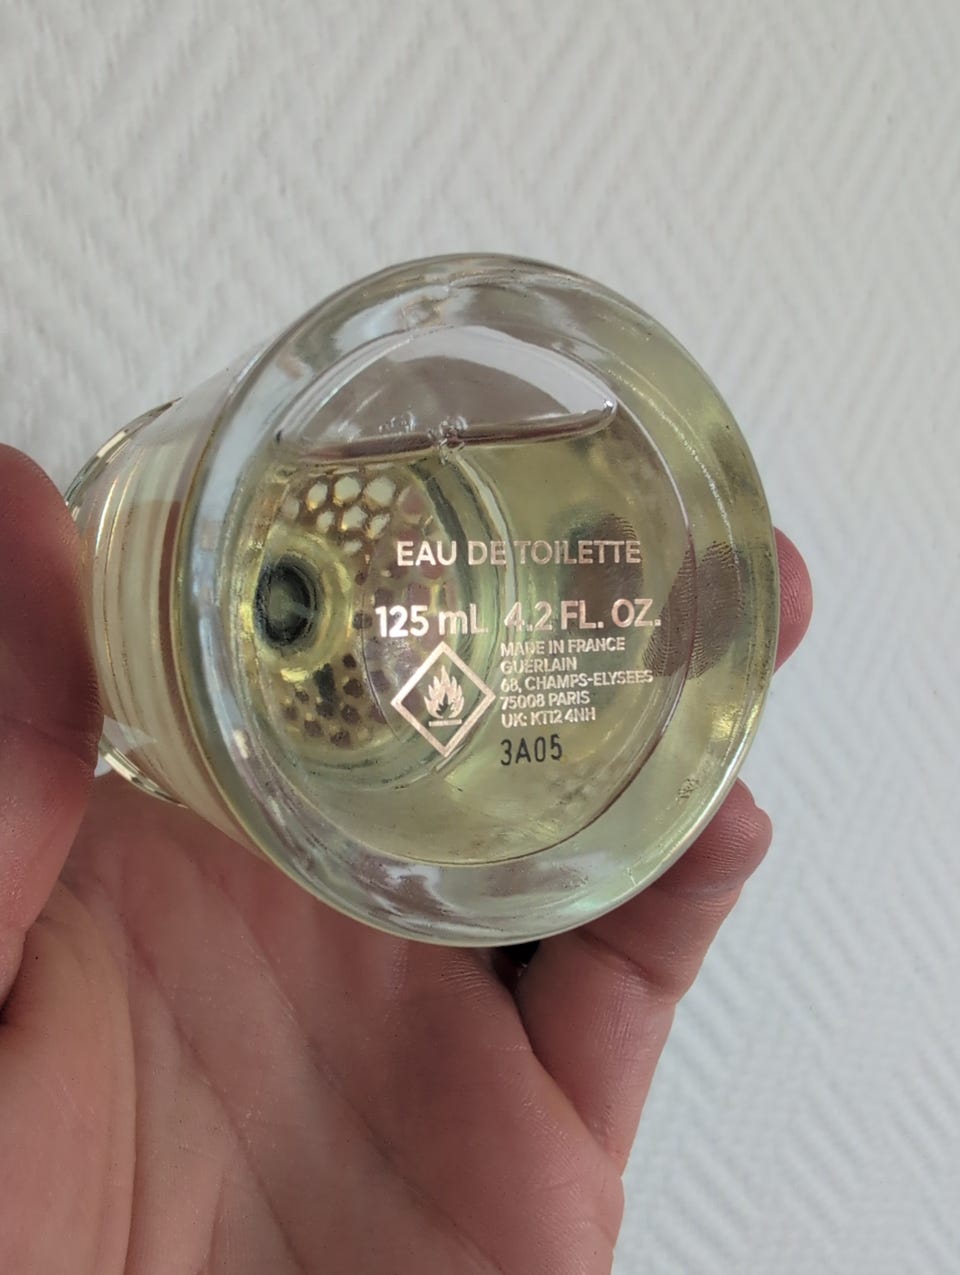 EAU DE TOILETTE
125 mL 4.2 FL. OZ.
MADE IN FRANCE
GUERLAIN
68, CHAMPS-ELYSEES
75008 PARIS
UK: KT12 4NH
3A05